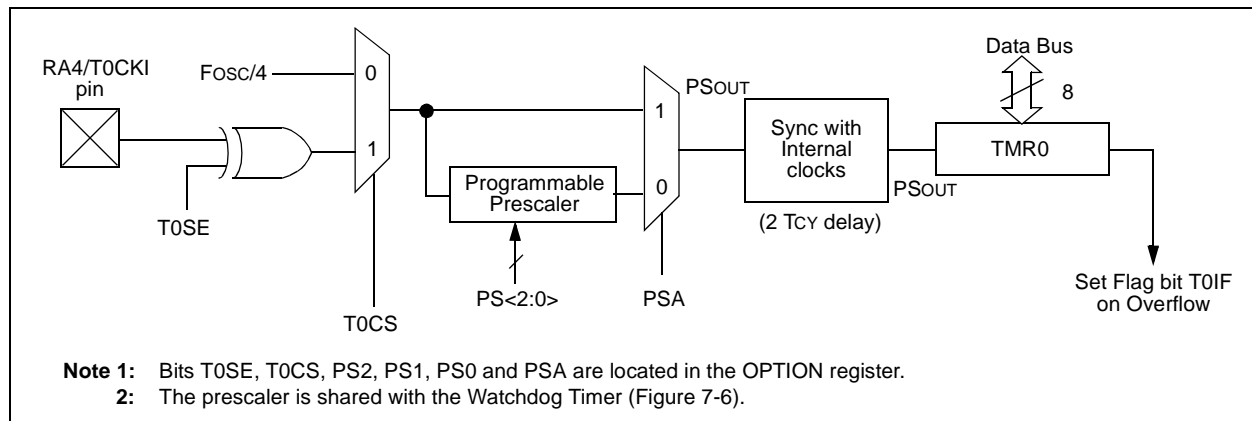 Data Bus
RA4/T0CKI
pin
FOSC/4
0
PSOUT
8
1
1
Sync with
Internal
clocks
TMR0
Programmable
Prescaler
0
PSOUT
T0SE
(2 TCY delay)
PS<2:0>
PSA
T0CS
Set Flag bit T0IF
on Overflow
Note 1: Bits T0SE, T0CS, PS2, PS1, PS0 and PSA are located in the OPTION register.
2: The prescaler is shared with the Watchdog Timer (Figure 7-6).